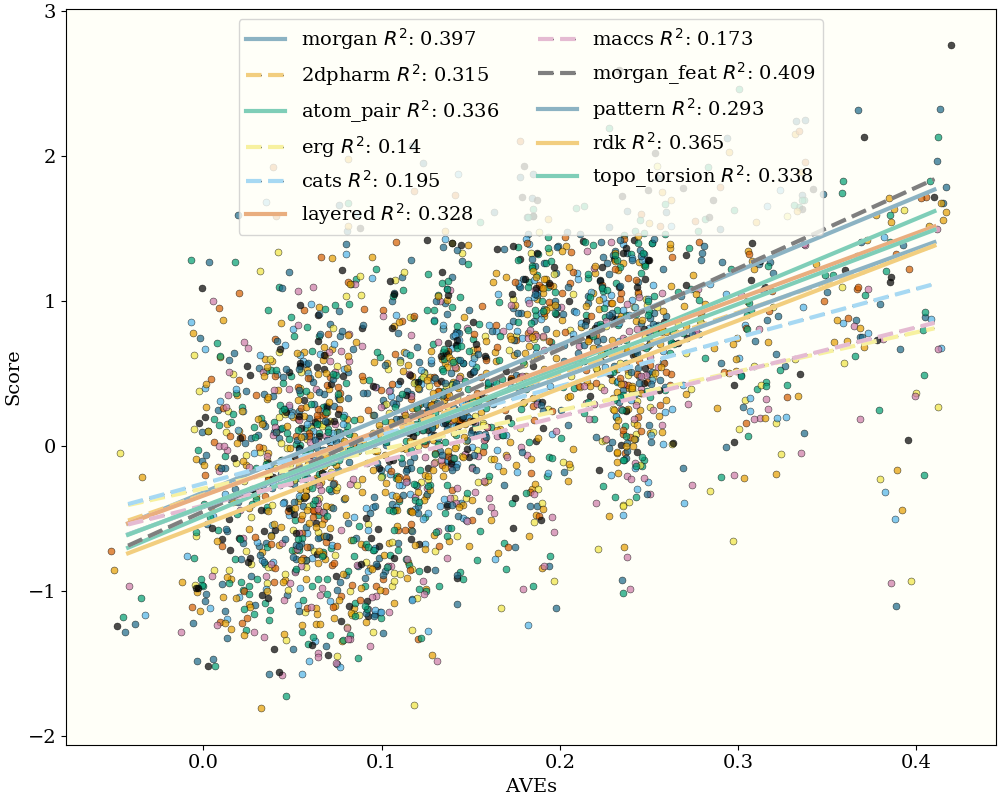 3
2
1
0
−1
−2
Score
morgan R²: 0.397
2dpharm R²: 0.315
atom_pair R²: 0.336
erg R²: 0.14
cats R²: 0.195
layered R²: 0.328
maccs R²: 0.173
morgan_feat R²: 0.409
pattern R²: 0.293
rdk R²: 0.365
topo_torsion R²: 0.338
0.0 0.1 0.2 0.3 0.4
AVEs